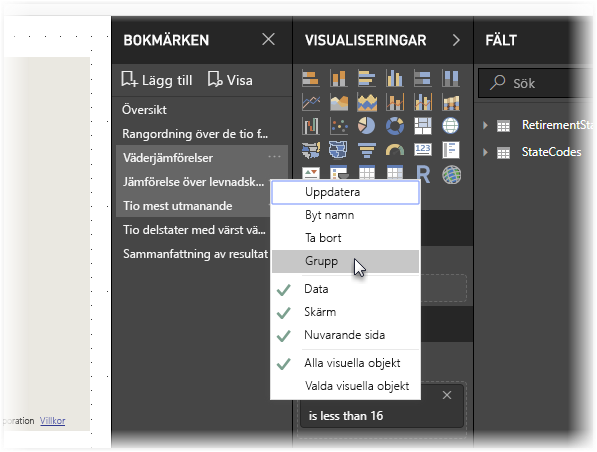 BOKMÄRKEN
VISUALISERINGAR
FÄLT
Lägg till
Visa
Sök
Översikt
Rangordning över de tio f...
Väderjämförelser
Jämförelse över levnadsk...
Tio mest utmanande
Tio delstater med värst vä...
Sammanfattning av resultat
123
R
RetirementSta
StateCodes
Uppdatera
Byt namn
Ta bort
Grupp
Data
Skärm
Nuvarande sida
Alla visuella objekt
Valda visuella objekt
is less than 16
poration Villkor